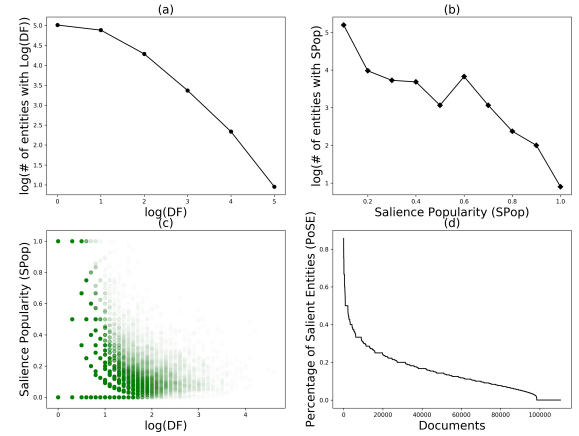 (a)
log(# of entities with Log(DF))
5.0
4.5
4.0
3.5
3.0
2.5
2.0
1.5
1.0
0 1 2 3 4 5
log(DF)
(b)
log(# of entities with SPop)
5
4
3
2
1
0.2 0.4 0.6 0.8 1.0
Salience Popularity (SPop)
(c)
Salience Popularity (SPop)
1.0
0.8
0.6
0.4
0.2
0.0
0 1 2 3 4
log(DF)
(d)
Percentage of Salient Entities (PoSE)
0.8
0.6
0.4
0.2
0.0
0 20000 40000 60000 80000 100000
Documents